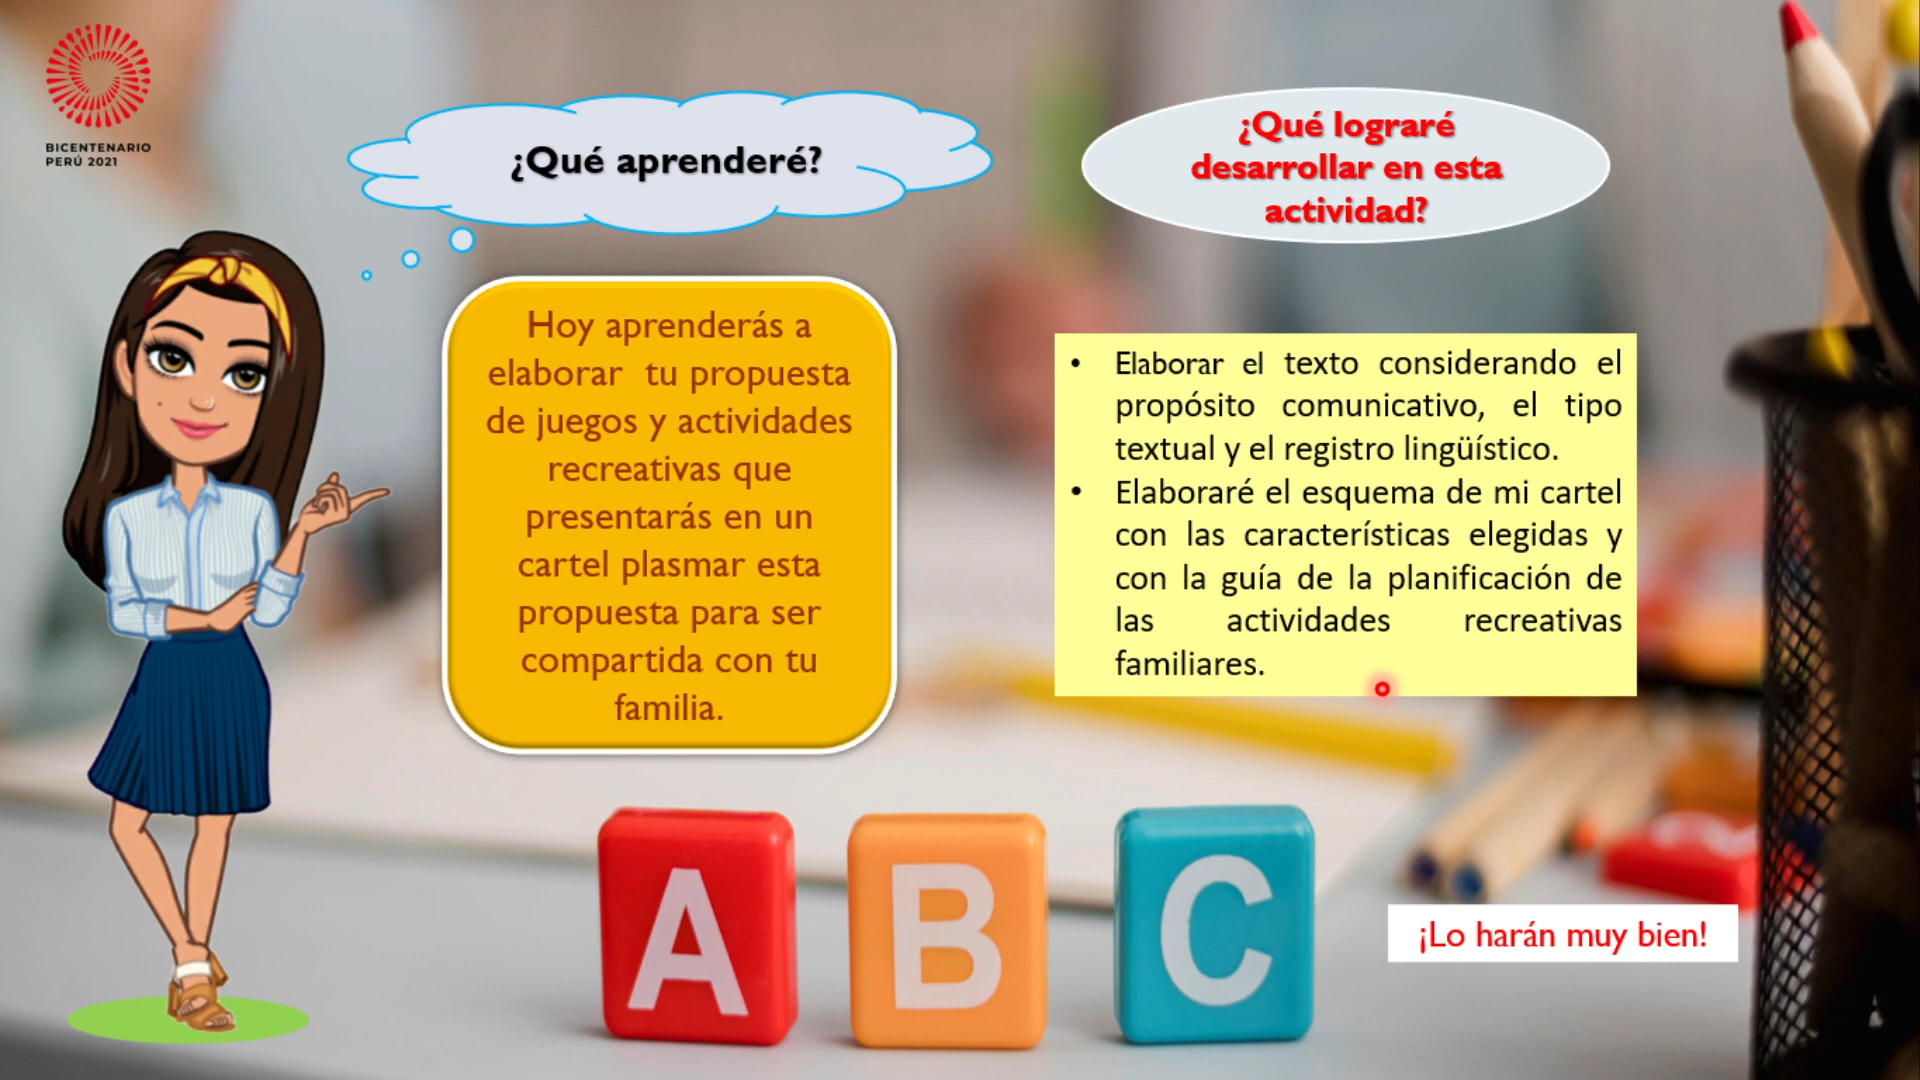 BICENTENARIO
PERÚ 2021
¿Qué aprenderé?
Hoy aprenderás a
elaborar tu propuesta
de juegos y actividades
recreativas que
presentarás en un
cartel plasmar esta
propuesta para ser
compartida con tu
familia.
¿Qué lograré
desarrollar en esta
actividad?
• Elaborar el texto considerando el
propósito comunicativo, el tipo
textual y el registro lingüístico.
• Elaboraré el esquema de mi cartel
con las características elegidas y
con la guía de la planificación de
las actividades recreativas
familiares.
A B C
¡Lo harán muy bien!